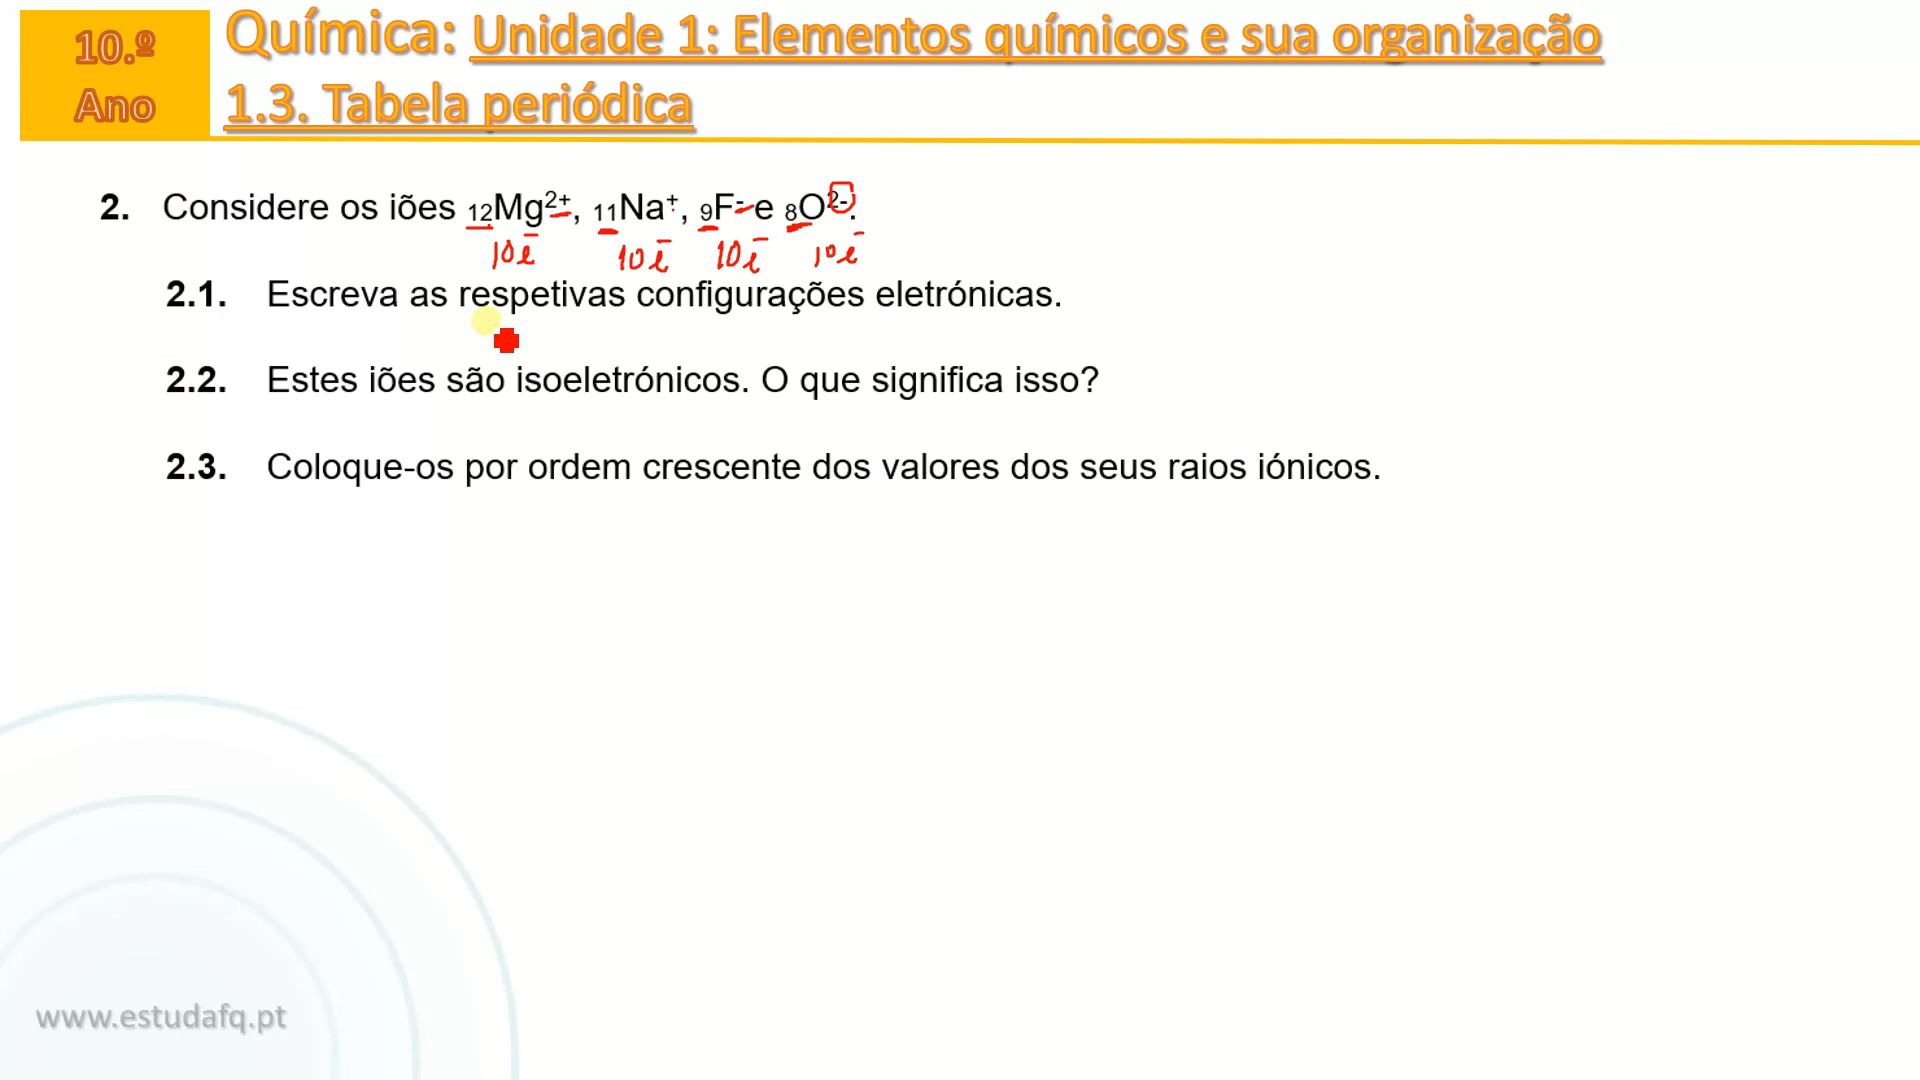 10.º
Ano
Química: Unidade 1: Elementos químicos e sua organização
1.3. Tabela periódica
2. Considere os iões ₁₂Mg²⁺, ₁₁Na⁺, ₉F⁻ e ₈O²⁻.
10e⁻ 10e⁻ 10e⁻ 10e⁻
2.1. Escreva as respetivas configurações eletrónicas.
2.2. Estes iões são isoeletrónicos. O que significa isso?
2.3. Coloque-os por ordem crescente dos valores dos seus raios iónicos.
www.estudafq.pt